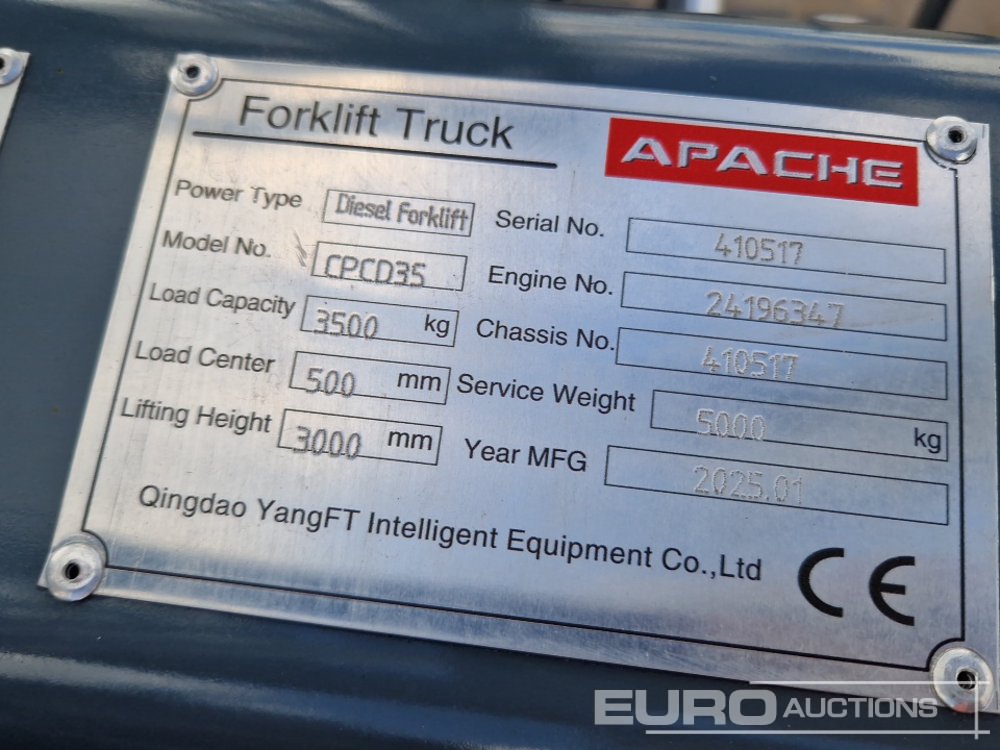 Forklift Truck
APACHE
Power Type Diesel Forklift
Serial No. 410517
Model No. CPCD35
Engine No. 24196347
Load Capacity 3500 kg
Chassis No. 410517
Load Center 500 mm
Service Weight 5000 kg
Lifting Height 3000 mm
Year MFG 2025.01
Qingdao YangFT Intelligent Equipment Co.,Ltd
CE
EURO AUCTIONS